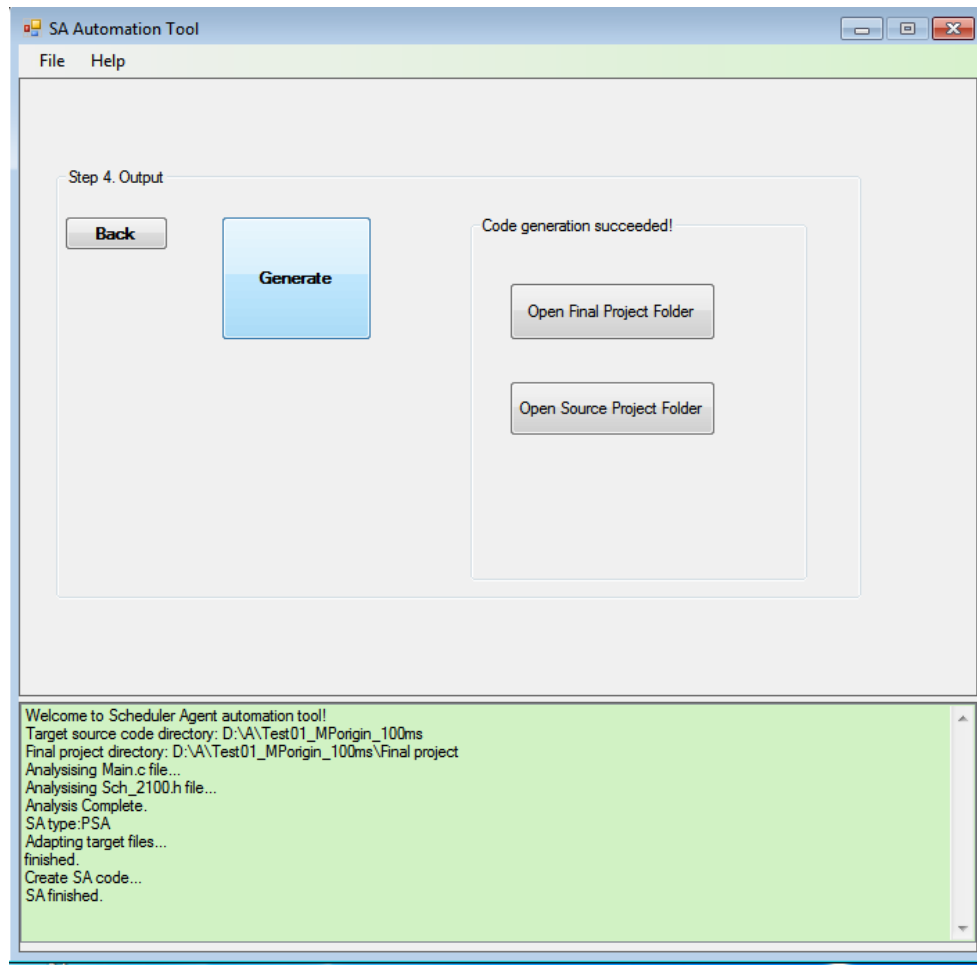 SA Automation Tool
File Help
Step 4. Output
Back
Generate
Code generation succeeded!
Open Final Project Folder
Open Source Project Folder
Welcome to Scheduler Agent automation tool!
Target source code directory: D:\A\Test01_MPorigin_100ms
Final project directory: D:\A\Test01_MPorigin_100ms\Final project
Analysising Main.c file...
Analysising Sch_2100.h file...
Analysis Complete.
SA type:PSA
Adapting target files...
finished.
Create SA code...
SA finished.